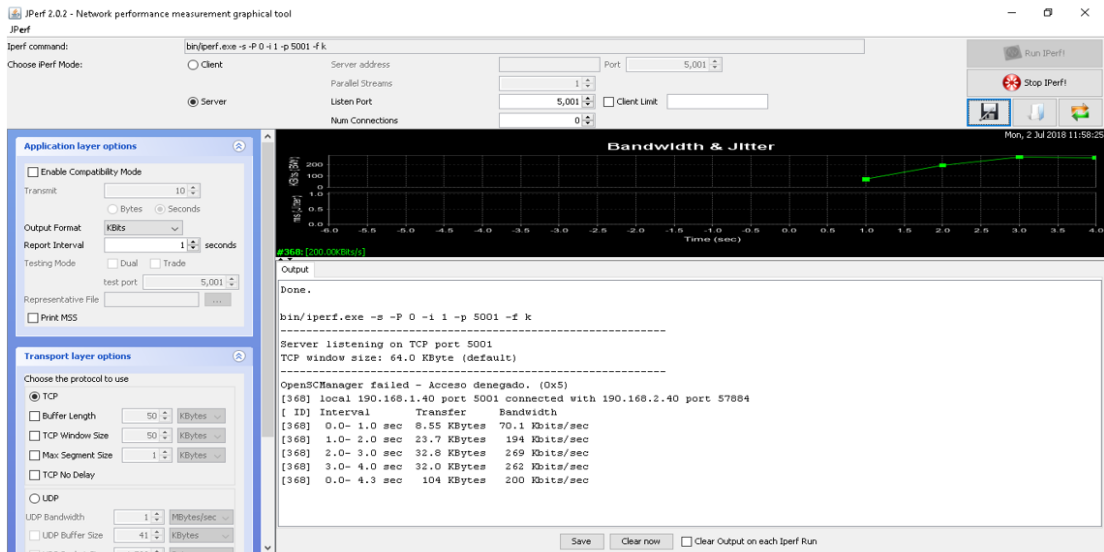 JPerf 2.0.2 - Network performance measurement graphical tool
JPerf
Iperf command: bin/iperf.exe -s -P 0 -i 1 -p 5001 -f k
Choose iPerf Mode: Client Server address Port 5,001
Parallel Streams 1
Server Listen Port 5,001 Client Limit
Num Connections 0
Run IPerf!
Stop IPerf!
Application layer options
Enable Compatibility Mode
Transmit 10
Bytes Seconds
Output Format KBits
Report Interval 1 seconds
Testing Mode Dual Trade
test port 5,001
Representative File ...
Print MSS
Transport layer options
Choose the protocol to use
TCP
Buffer Length 50 KBytes
TCP Window Size 50 KBytes
Max Segment Size 1 KBytes
TCP No Delay
UDP
UDP Bandwidth 1 MBytes/sec
UDP Buffer Size 41 KBytes
Mon, 2 Jul 2018 11:58:25
Bandwidth & Jitter
KBits (BW)
200
100
0
ms (Jitter)
1.0
0.5
0.0
-6.0 -5.5 -5.0 -4.5 -4.0 -3.5 -3.0 -2.5 -2.0 -1.5 -1.0 -0.5 0.0 0.5 1.0 1.5 2.0 2.5 3.0 3.5 4.0
Time (sec)
#368: [200.00KBits/s]
Output
Done.
bin/iperf.exe -s -P 0 -i 1 -p 5001 -f k
------------------------------------------------------------
Server listening on TCP port 5001
TCP window size: 64.0 KByte (default)
------------------------------------------------------------
OpenSCManager failed - Acceso denegado. (0x5)
[368] local 190.168.1.40 port 5001 connected with 190.168.2.40 port 57884
[ ID] Interval Transfer Bandwidth
[368] 0.0- 1.0 sec 8.55 KBytes 70.1 Kbits/sec
[368] 1.0- 2.0 sec 23.7 KBytes 194 Kbits/sec
[368] 2.0- 3.0 sec 32.8 KBytes 269 Kbits/sec
[368] 3.0- 4.0 sec 32.0 KBytes 262 Kbits/sec
[368] 0.0- 4.3 sec 104 KBytes 200 Kbits/sec
Save Clear now Clear Output on each Iperf Run